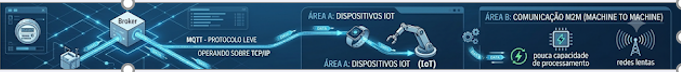 Broker
MQTT - PROTOCOLO LEVE
OPERANDO SOBRE TCP/IP
ÁREA A: DISPOSITIVOS IOT
ÁREA A: DISPOSITIVOS IOT (IoT)
ÁREA B: COMUNICAÇÃO M2M (MACHINE TO MACHINE)
pouca capacidade
de processamento
redes lentas